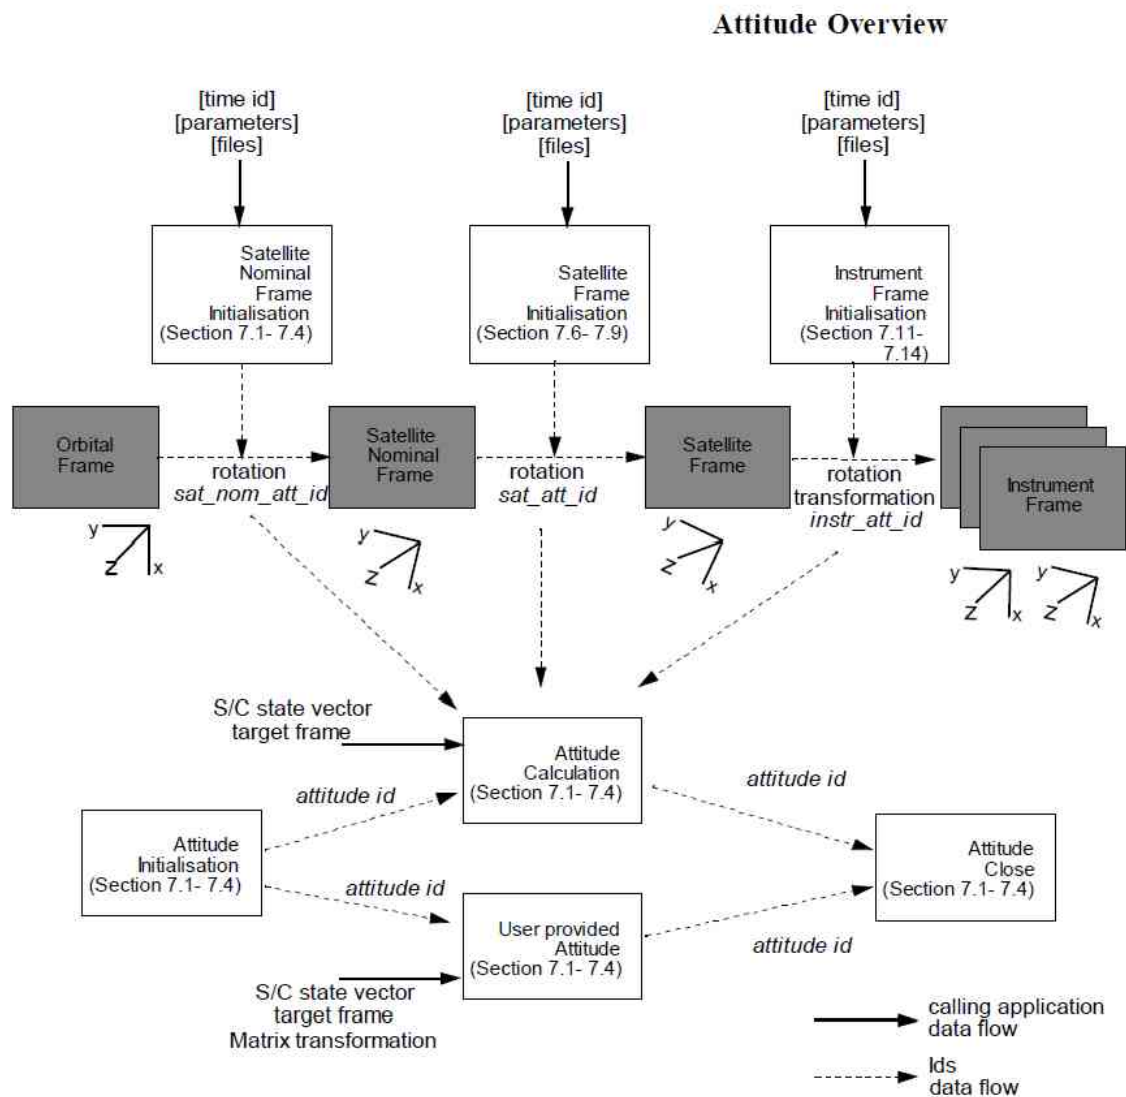 Attitude Overview
[time id]
[parameters]
[files]
[time id]
[parameters]
[files]
[time id]
[parameters]
[files]
Satellite
Nominal
Frame
Initialisation
(Section 7.1- 7.4)
Satellite
Frame
Initialisation
(Section 7.6- 7.9)
Instrument
Frame
Initialisation
(Section 7.11-
7.14)
Orbital
Frame
rotation
sat_nom_att_id
Satellite
Nominal
Frame
rotation
sat_att_id
Satellite
Frame
rotation
transformation
instr_att_id
Instrument
Frame
y
z
x
y
z
x
y
z
x
y
z
x
y
z
x
S/C state vector
target frame
Attitude
Calculation
(Section 7.1- 7.4)
attitude id
attitude id
Attitude
Initialisation
(Section 7.1- 7.4)
Attitude
Close
(Section 7.1- 7.4)
attitude id
User provided
Attitude
(Section 7.1- 7.4)
attitude id
S/C state vector
target frame
Matrix transformation
calling application
data flow
Ids
data flow